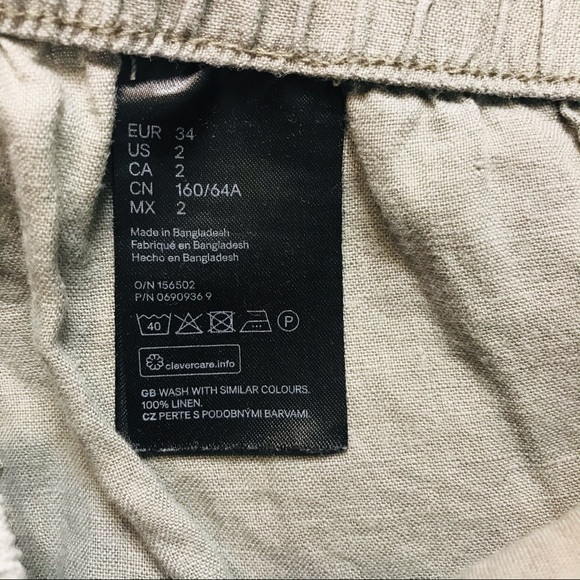 EUR 34
US 2
CA 2
CN 160/64A
MX 2
Made in Bangladesh
Fabriqué en Bangladesh
Hecho en Bangladesh
O/N 156502
P/N 0690936 9
40 P
clevercare.info
GB WASH WITH SIMILAR COLOURS.
100% LINEN.
CZ PERTE S PODOBNÝMI BARVAMI.